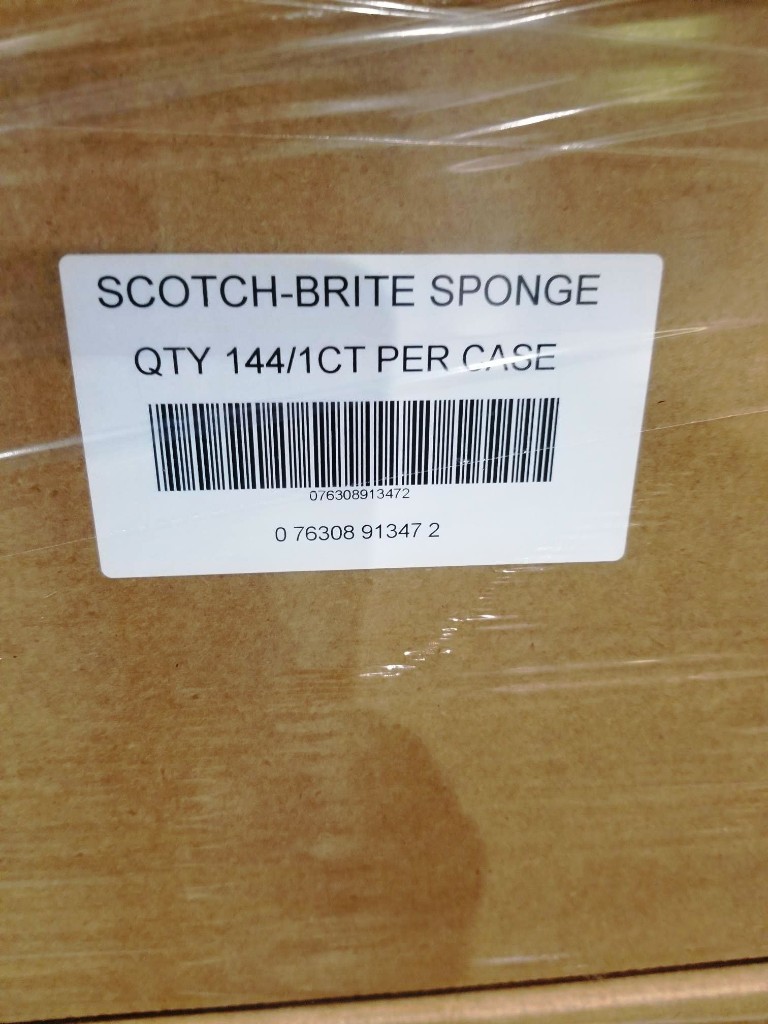 SCOTCH-BRITE SPONGE
QTY 144/1CT PER CASE
076308913472
0 76308 91347 2